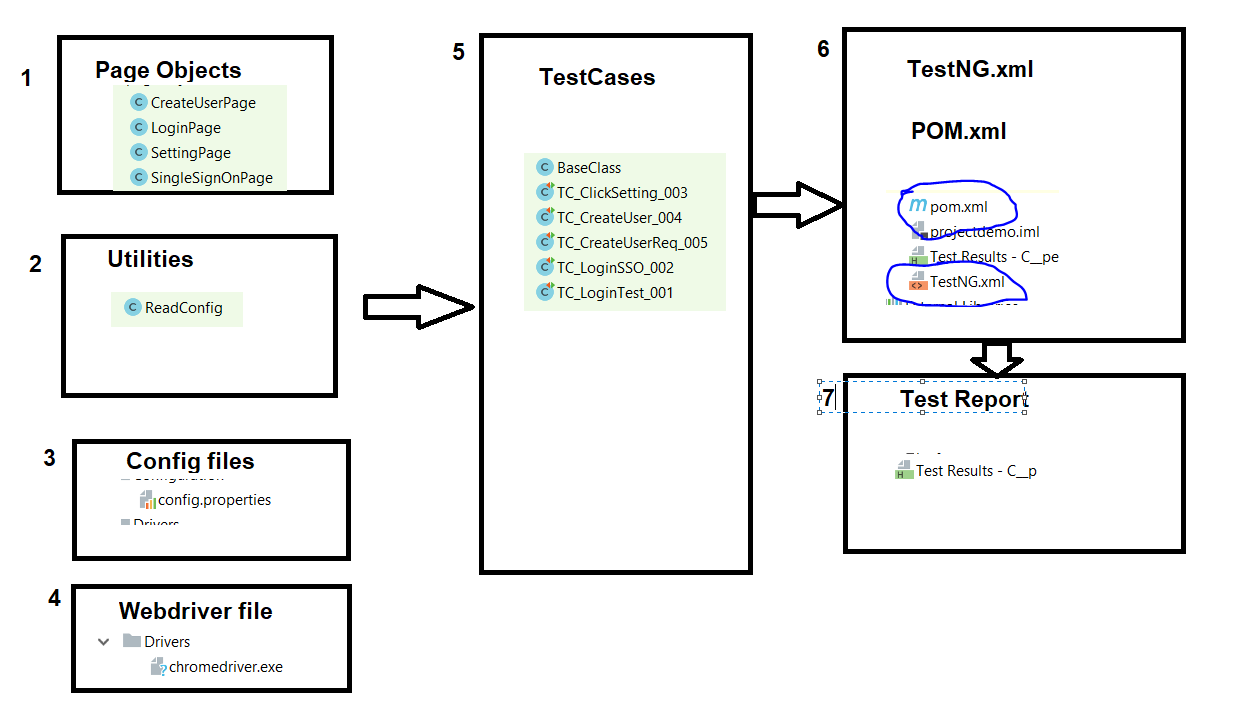 1
Page Objects
CreateUserPage
LoginPage
SettingPage
SingleSignOnPage
2
Utilities
ReadConfig
3
Config files
config.properties
Drivers
4
Webdriver file
Drivers
chromedriver.exe
5
TestCases
BaseClass
TC_ClickSetting_003
TC_CreateUser_004
TC_CreateUserReq_005
TC_LoginSSO_002
TC_LoginTest_001
6
TestNG.xml
POM.xml
pom.xml
projectdemo.iml
Test Results - C__pe
TestNG.xml
7
Test Report
Test Results - C__p